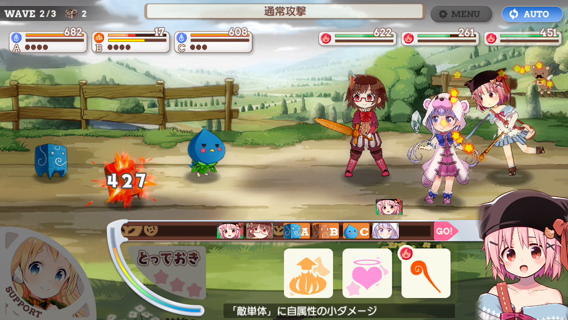 WAVE 2/3 2
通常攻撃
MENU
AUTO
682
A
17
B
608
C
622
261
451
427
A B C GO!
とっておき
SUPPORT
「敵単体」に自属性の小ダメージ